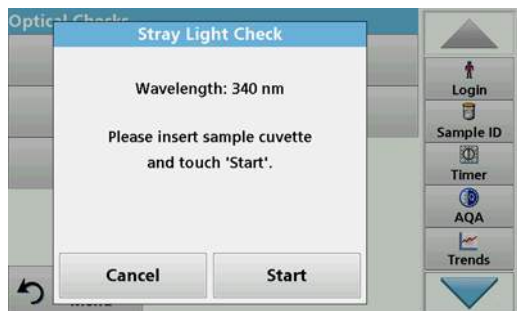 Optical Checks
Stray Light Check
Wavelength: 340 nm
Please insert sample cuvette
and touch 'Start'.
Cancel
Start
Login
Sample ID
Timer
AQA
Trends